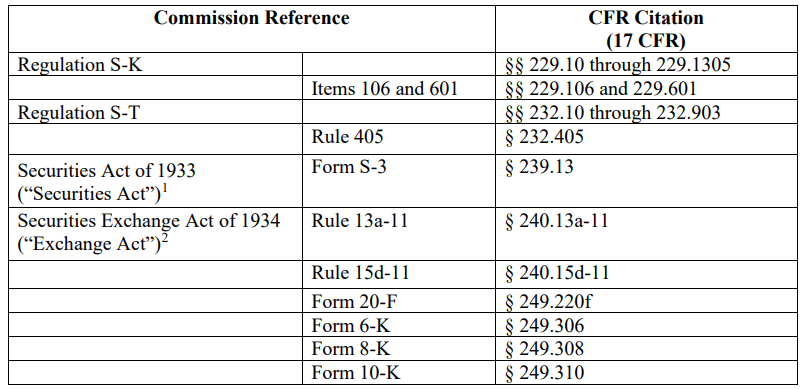 Commission Reference CFR Citation
(17 CFR)
Regulation S-K §§ 229.10 through 229.1305
Items 106 and 601 §§ 229.106 and 229.601
Regulation S-T §§ 232.10 through 232.903
Rule 405 § 232.405
Securities Act of 1933 Form S-3 § 239.13
(“Securities Act”)1
Securities Exchange Act of 1934 Rule 13a-11 § 240.13a-11
(“Exchange Act”)2
Rule 15d-11 § 240.15d-11
Form 20-F § 249.220f
Form 6-K § 249.306
Form 8-K § 249.308
Form 10-K § 249.310